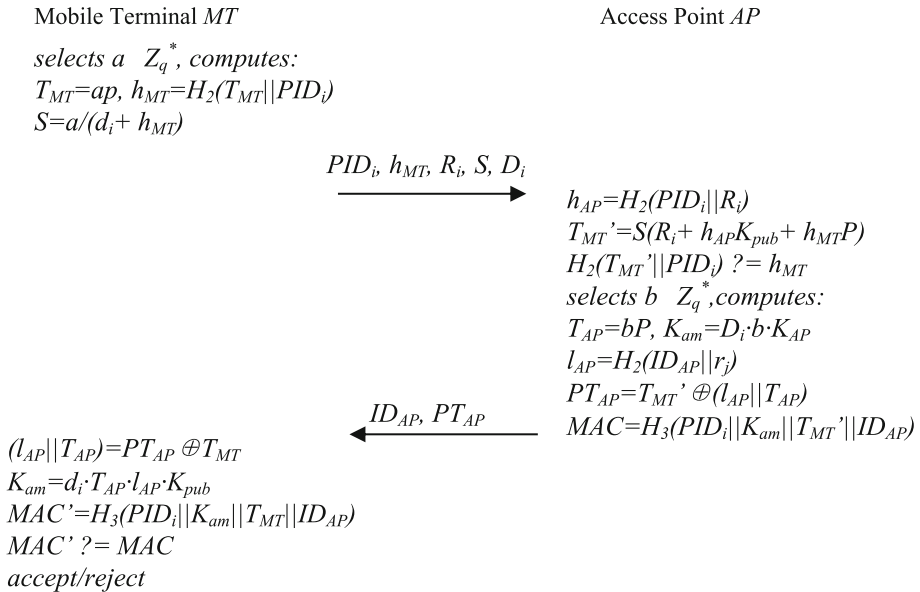 Mobile Terminal MT
selects a Z_q^*, computes:
T_MT=ap, h_MT=H_2(T_MT||PID_i)
S=a/(d_i+ h_MT)
PID_i, h_MT, R_i, S, D_i
Access Point AP
h_AP=H_2(PID_i||R_i)
T_MT'=S(R_i+ h_APK_pub+ h_MTP)
H_2(T_MT'||PID_i) ?= h_MT
selects b Z_q^*,computes:
T_AP=bP, K_am=D_i·b·K_AP
l_AP=H_2(ID_AP||r_j)
PT_AP=T_MT' ⊕(l_AP||T_AP)
MAC=H_3(PID_i||K_am||T_MT'||ID_AP)
ID_AP, PT_AP
(l_AP||T_AP)=PT_AP ⊕T_MT
K_am=d_i·T_AP·l_AP·K_pub
MAC'=H_3(PID_i||K_am||T_MT||ID_AP)
MAC' ?= MAC
accept/reject